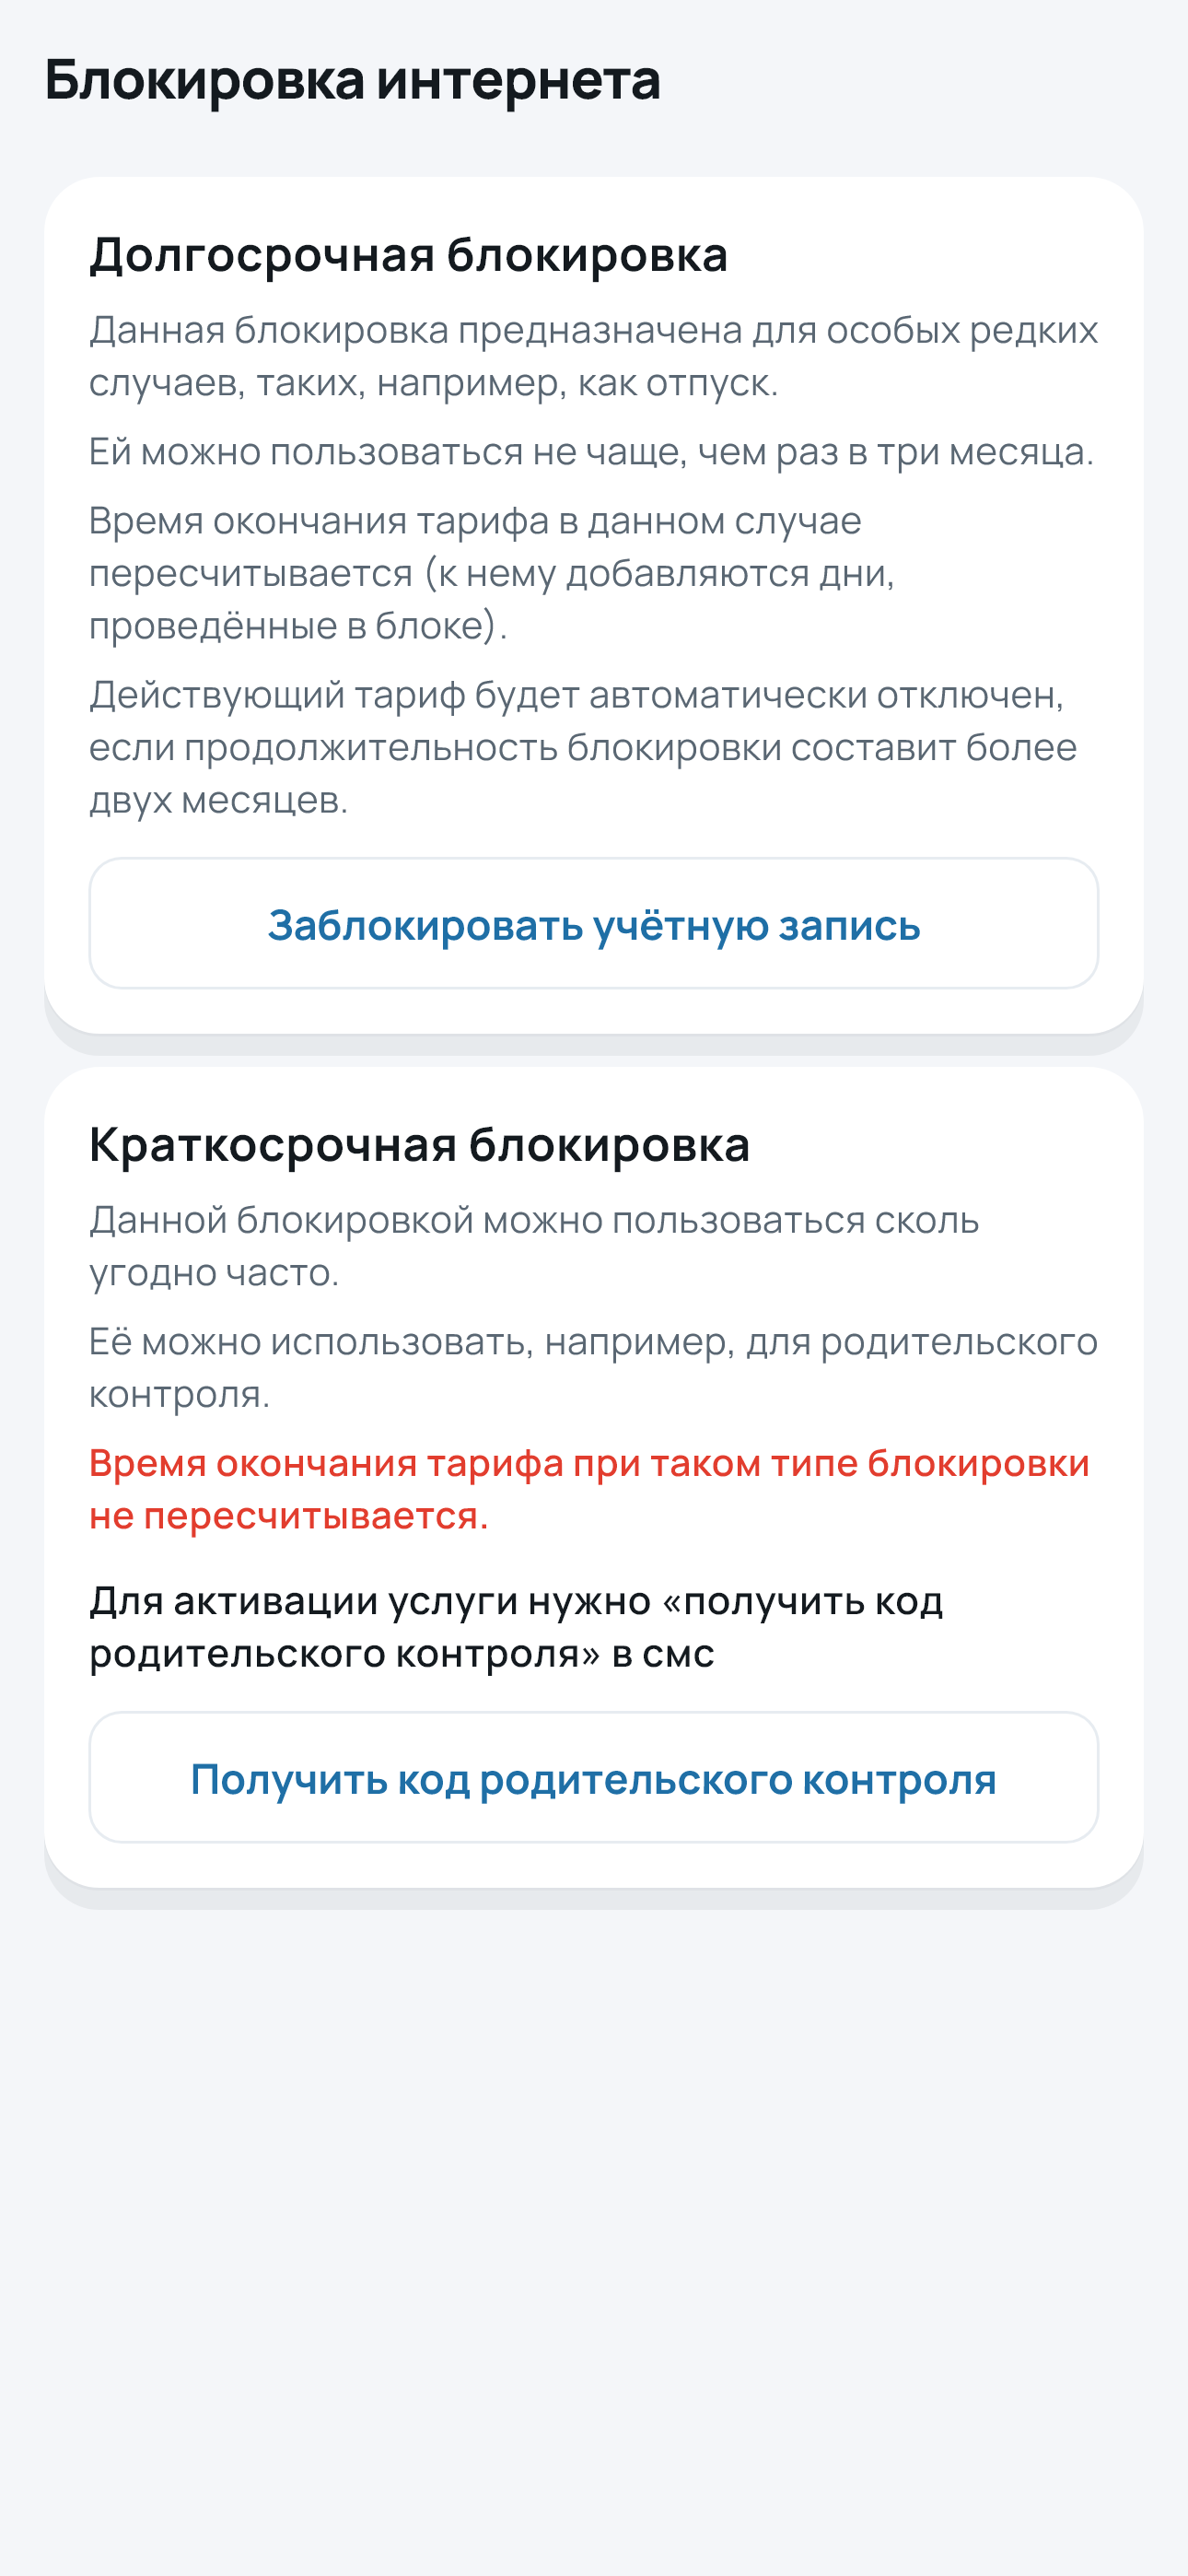 Блокировка интернета
Долгосрочная блокировка
Данная блокировка предназначена для особых редких
случаев, таких, например, как отпуск.
Ей можно пользоваться не чаще, чем раз в три месяца.
Время окончания тарифа в данном случае
пересчитывается (к нему добавляются дни,
проведённые в блоке).
Действующий тариф будет автоматически отключен,
если продолжительность блокировки составит более
двух месяцев.
Заблокировать учётную запись
Краткосрочная блокировка
Данной блокировкой можно пользоваться сколь
угодно часто.
Её можно использовать, например, для родительского
контроля.
Время окончания тарифа при таком типе блокировки
не пересчитывается.
Для активации услуги нужно «получить код
родительского контроля» в смс
Получить код родительского контроля